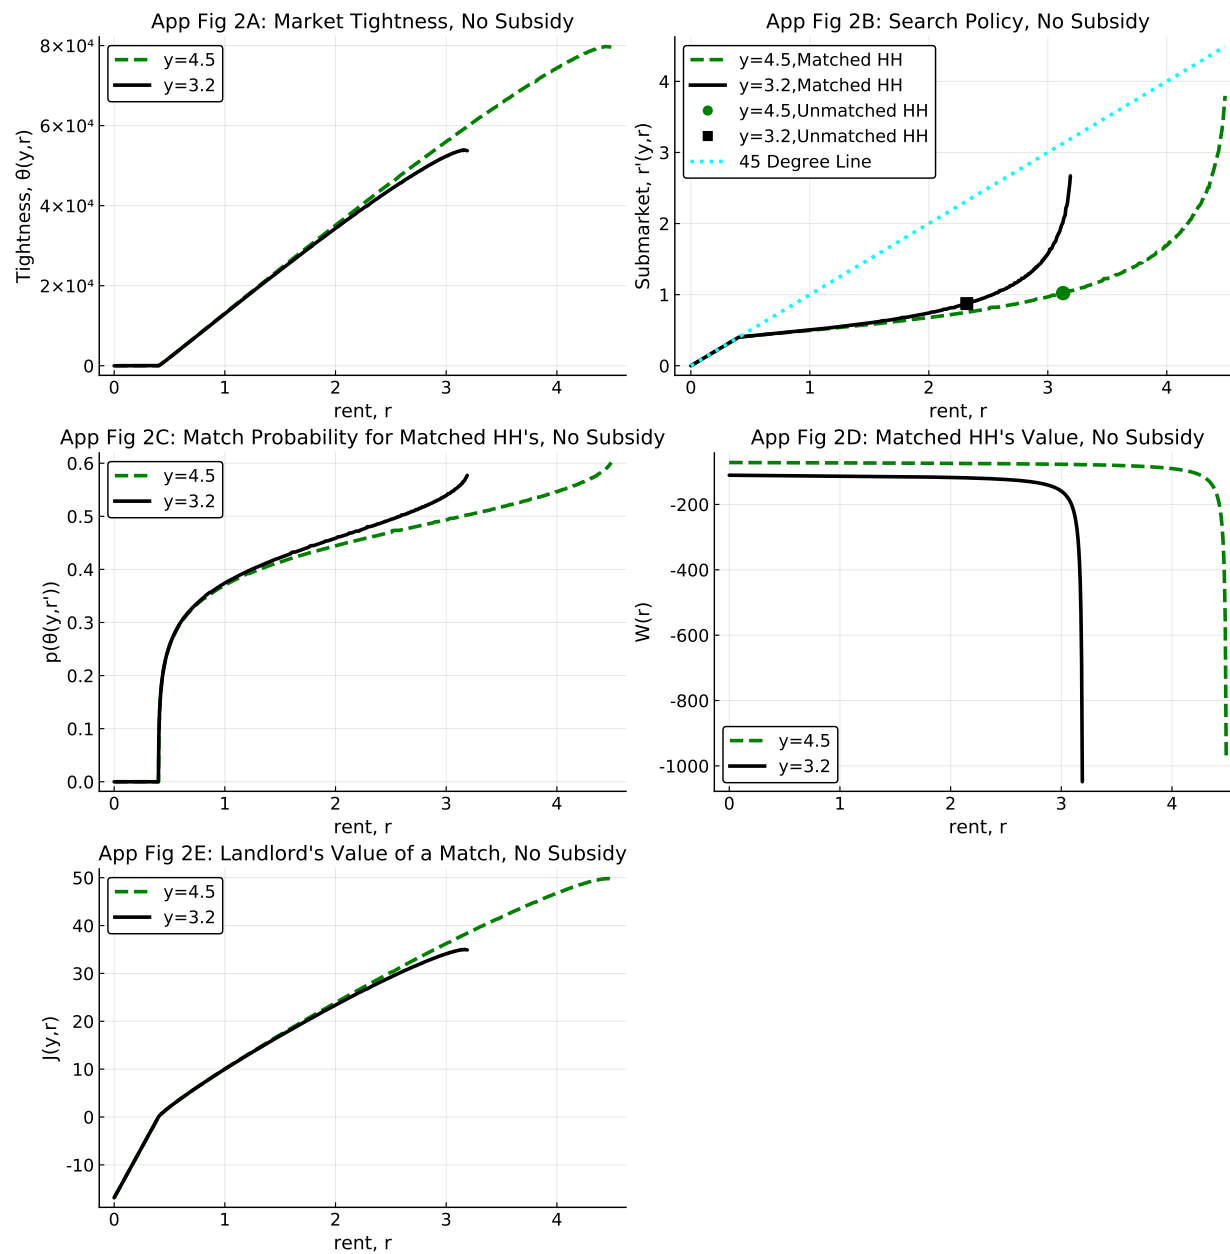 App Fig 2A: Market Tightness, No Subsidy
8×10⁴
6×10⁴
4×10⁴
2×10⁴
0
Tightness, θ(y,r)
y=4.5
y=3.2
0 1 2 3 4
rent, r
App Fig 2B: Search Policy, No Subsidy
4
3
2
1
0
Submarket, r'(y,r)
y=4.5,Matched HH
y=3.2,Matched HH
y=4.5,Unmatched HH
y=3.2,Unmatched HH
45 Degree Line
0 1 2 3 4
rent, r
App Fig 2C: Match Probability for Matched HH's, No Subsidy
0.6
0.5
0.4
0.3
0.2
0.1
0.0
p(θ(y,r'))
y=4.5
y=3.2
0 1 2 3 4
rent, r
App Fig 2D: Matched HH's Value, No Subsidy
-200
-400
-600
-800
-1000
W(r)
y=4.5
y=3.2
0 1 2 3 4
rent, r
App Fig 2E: Landlord's Value of a Match, No Subsidy
50
40
30
20
10
0
-10
J(y,r)
y=4.5
y=3.2
0 1 2 3 4
rent, r